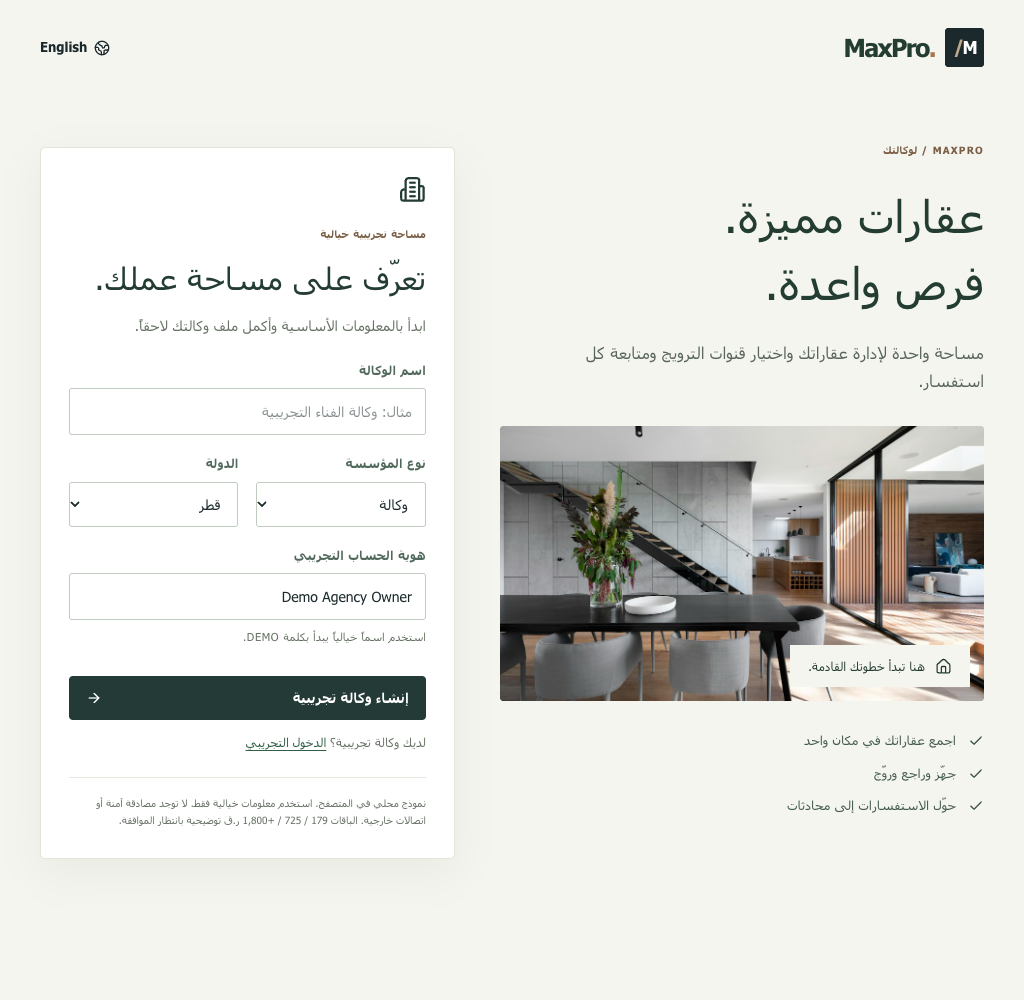 M/
MaxPro.
English
MAXPRO / لوكالتك
عقارات مميزة.
فرص واعدة.
مساحة واحدة لإدارة عقاراتك واختيار قنوات الترويج ومتابعة كل
استفسار.
هنا تبدأ خطوتك القادمة.
اجمع عقاراتك في مكان واحد
جهّز وراجع وروّج
حوّل الاستفسارات إلى محادثات
مساحة تجريبية خيالية
تعرّف على مساحة عملك.
ابدأ بالمعلومات الأساسية وأكمل ملف وكالتك لاحقاً.
اسم الوكالة
مثال: وكالة الفناء التجريبية
نوع المؤسسة
الدولة
وكالة
قطر
هوية الحساب التجريبي
Demo Agency Owner
استخدم اسماً خيالياً يبدأ بكلمة DEMO.
إنشاء وكالة تجريبية
لديك وكالة تجريبية؟ الدخول التجريبي
نموذج محلي في المتصفح. استخدم معلومات خيالية فقط. لا توجد مصادقة آمنة أو
اتصالات خارجية. الباقات 179 / 725 / 1,800+ ر.ق توضيحية بانتظار الموافقة.